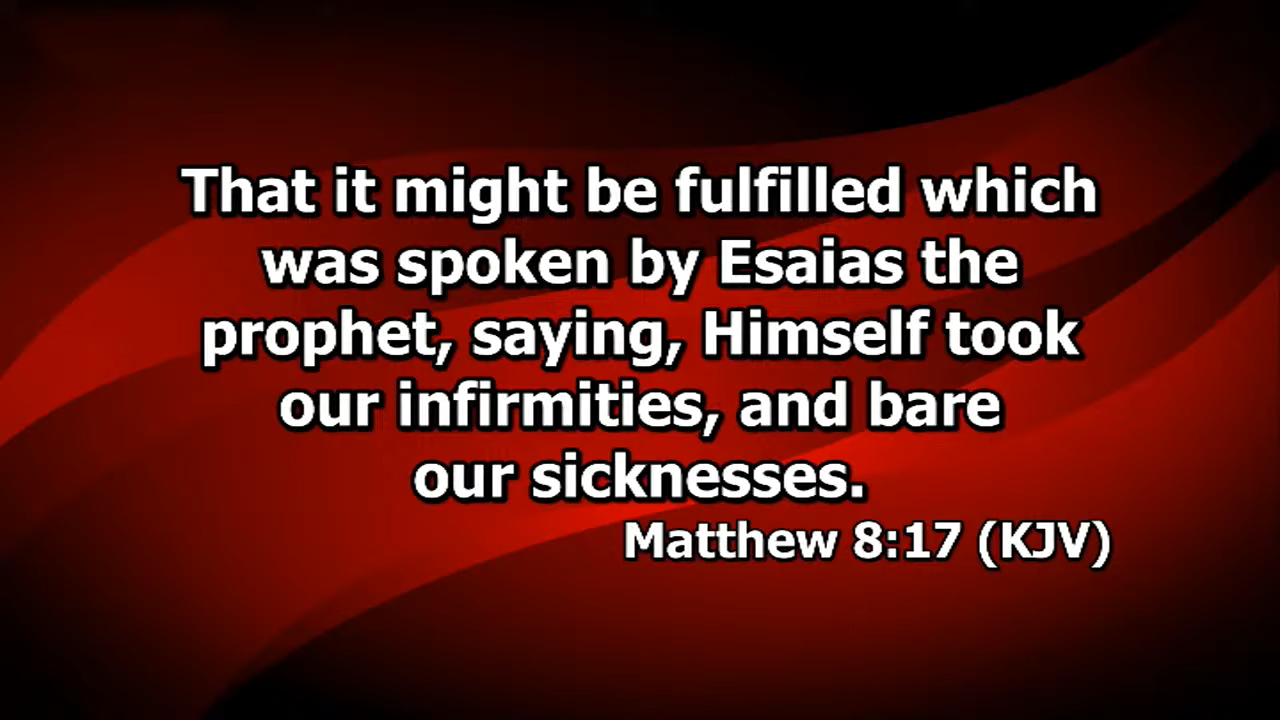 That it might be fulfilled which
was spoken by Esaias the
prophet, saying, Himself took
our infirmities, and bare
our sicknesses.
Matthew 8:17 (KJV)